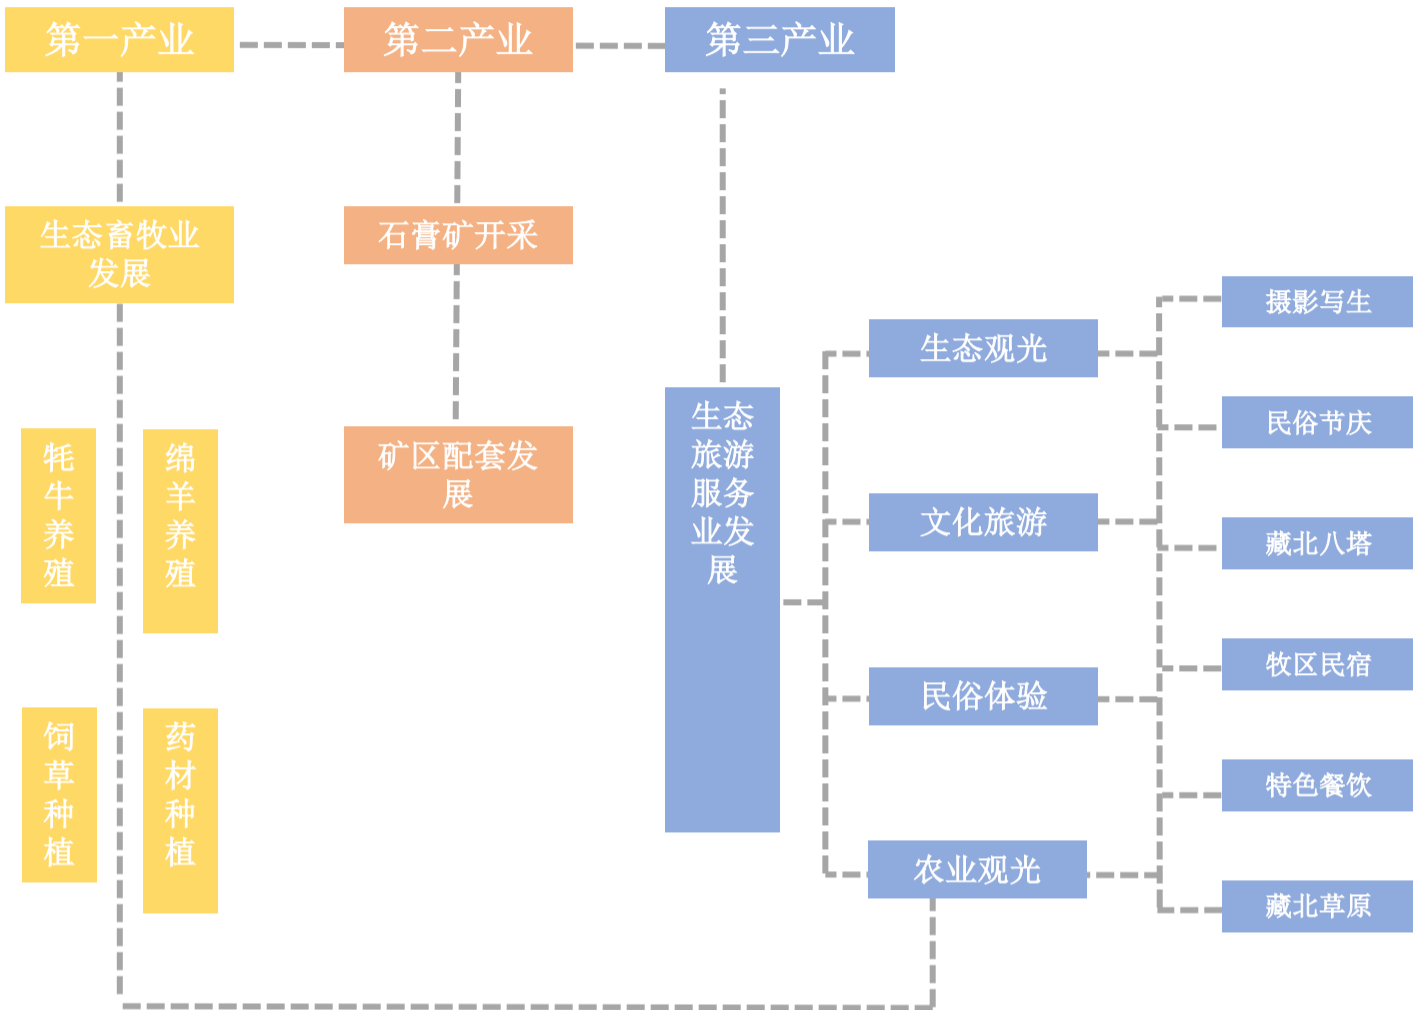 第一产业
第二产业
第三产业
生态畜牧业
发展
石膏矿开采
矿区配套发
展
牦
牛
养
殖
绵
羊
养
殖
饲
草
种
植
药
材
种
植
生态
旅游
服务
业发
展
生态观光
文化旅游
民俗体验
农业观光
摄影写生
民俗节庆
藏北八塔
牧区民宿
特色餐饮
藏北草原